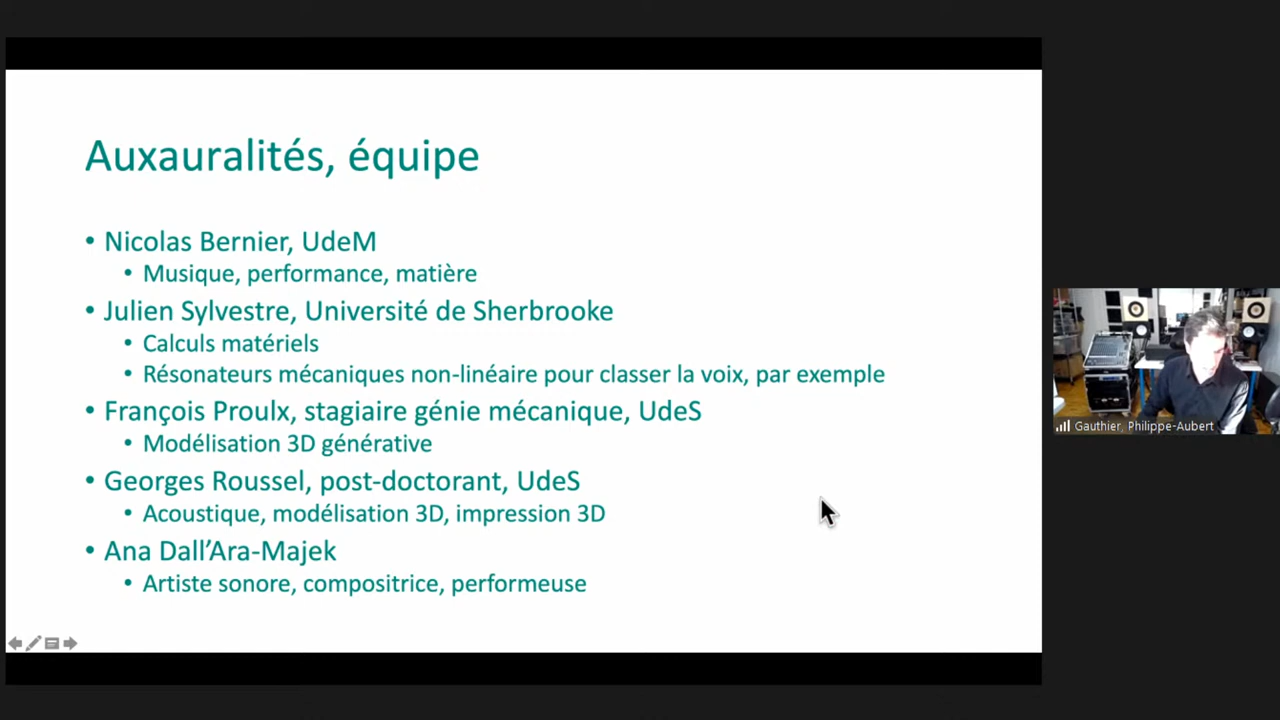 Auxauralités, équipe
• Nicolas Bernier, UdeM
• Musique, performance, matière
• Julien Sylvestre, Université de Sherbrooke
• Calculs matériels
• Résonateurs mécaniques non-linéaire pour classer la voix, par exemple
• François Proulx, stagiaire génie mécanique, UdeS
• Modélisation 3D générative
• Georges Roussel, post-doctorant, UdeS
• Acoustique, modélisation 3D, impression 3D
• Ana Dall’Ara-Majek
• Artiste sonore, compositrice, performeuse
Gauthier, Philippe-Aubert